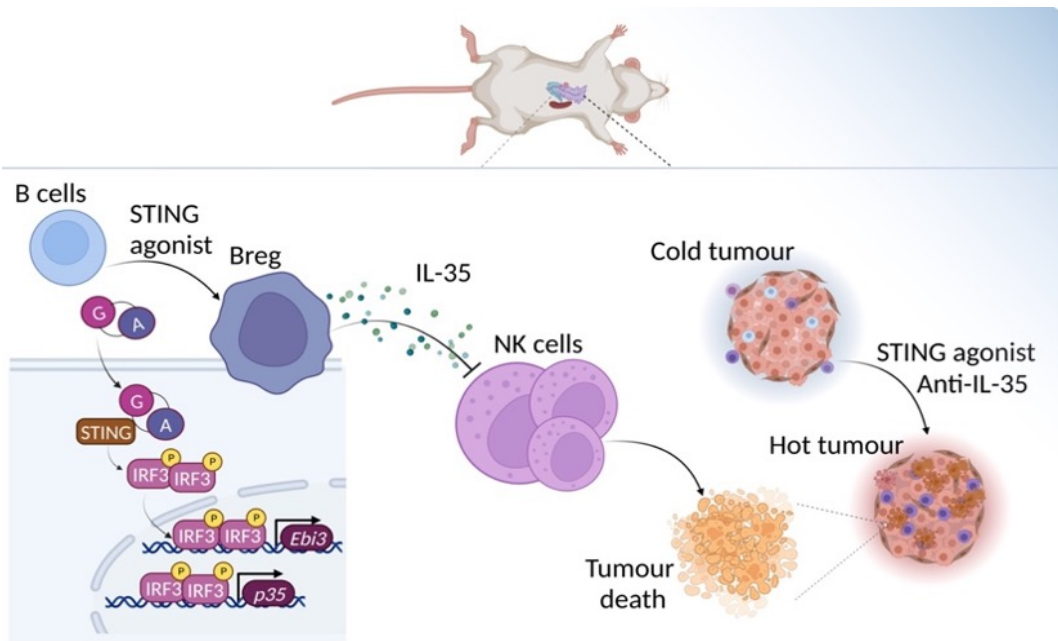 B cells
STING
agonist
Breg
IL-35
NK cells
Cold tumour
STING agonist
Anti-IL-35
Hot tumour
Tumour
death
G
A
G
A
STING
P
P
IRF3
IRF3
P
P
IRF3
IRF3
Ebi3
P
P
IRF3
IRF3
p35